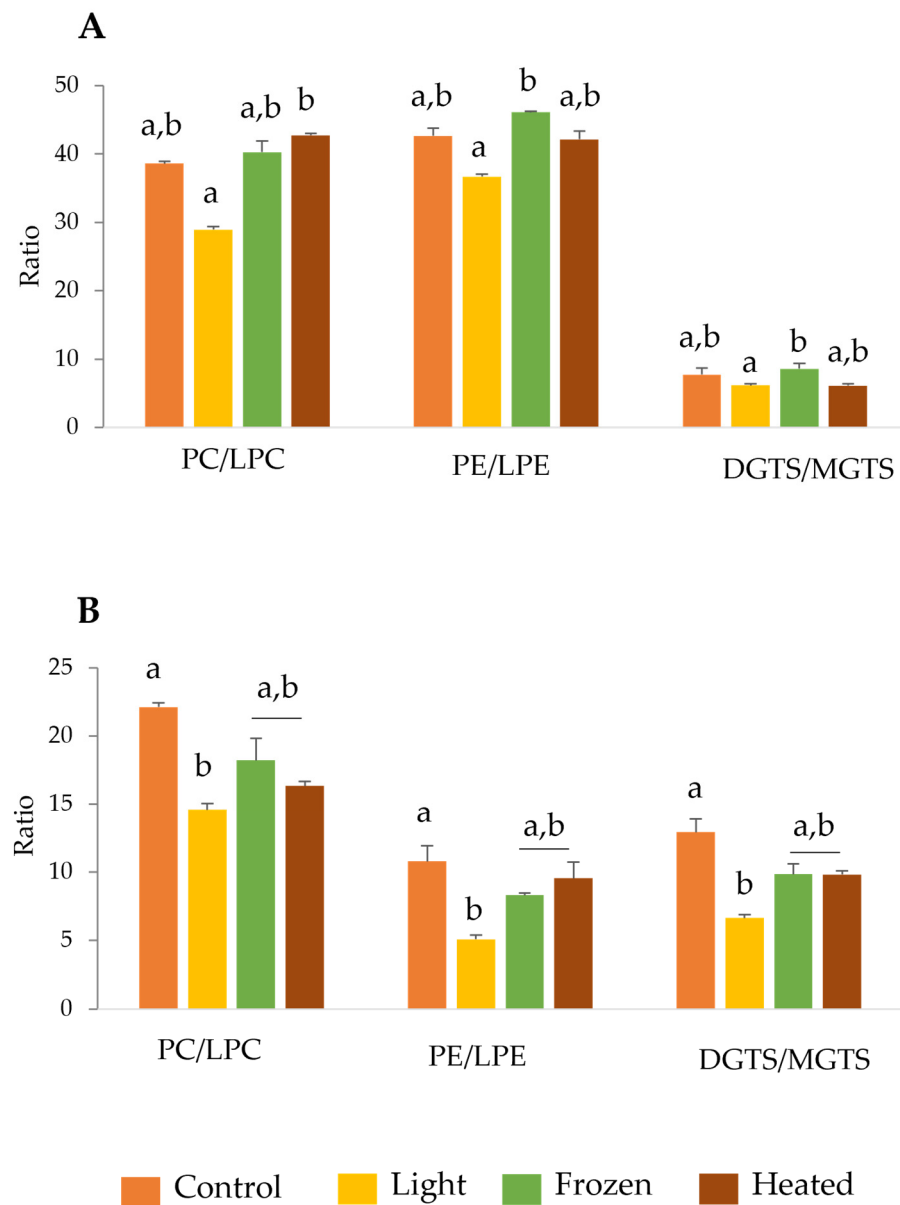 A
50
40
30
20
10
0
Ratio
a,b a a,b b
a,b a b a,b
a,b a b a,b
PC/LPC PE/LPE DGTS/MGTS
B
25
20
15
10
5
0
Ratio
a b a,b
a b a,b
a b a,b
PC/LPC PE/LPE DGTS/MGTS
Control Light Frozen Heated